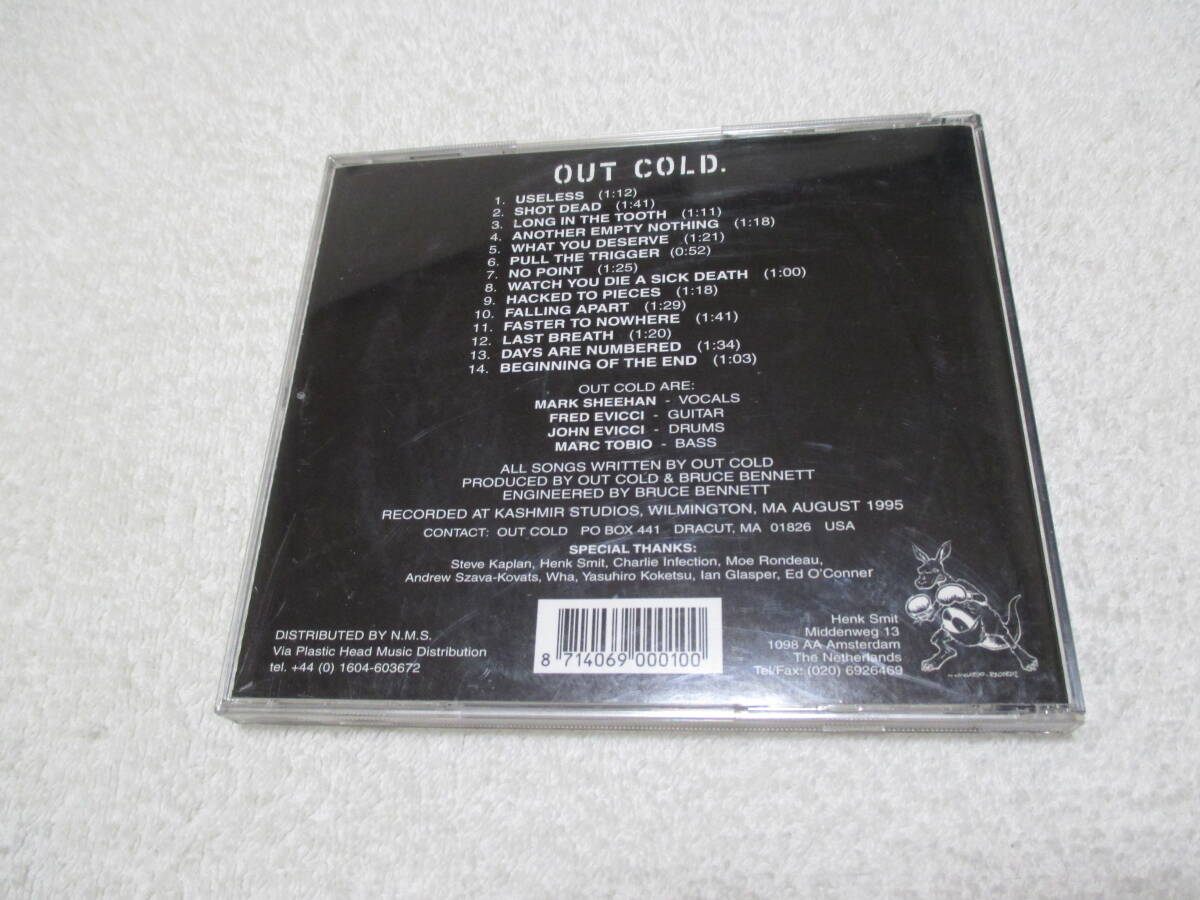 OUT COLD.
1. USELESS (1:12)
2. SHOT DEAD (1:41)
3. LONG IN THE TOOTH (1:11)
4. ANOTHER EMPTY NOTHING (1:18)
5. WHAT YOU DESERVE (1:21)
6. PULL THE TRIGGER (0:52)
7. NO POINT (1:25)
8. WATCH YOU DIE A SICK DEATH (1:00)
9. HACKED TO PIECES (1:18)
10. FALLING APART (1:29)
11. FASTER TO NOWHERE (1:41)
12. LAST BREATH (1:20)
13. DAYS ARE NUMBERED (1:34)
14. BEGINNING OF THE END (1:03)
OUT COLD ARE:
MARK SHEEHAN - VOCALS
FRED EVICCI - GUITAR
JOHN EVICCI - DRUMS
MARC TOBIO - BASS
ALL SONGS WRITTEN BY OUT COLD
PRODUCED BY OUT COLD & BRUCE BENNETT
ENGINEERED BY BRUCE BENNETT
RECORDED AT KASHMIR STUDIOS, WILMINGTON, MA AUGUST 1995
CONTACT: OUT COLD PO BOX 441 DRACUT, MA 01826 USA
SPECIAL THANKS:
Steve Kaplan, Henk Smit, Charlie Infection, Moe Rondeau,
Andrew Szava-Kovats, Wha, Yasuhiro Koketsu, Ian Glasper, Ed O'Conner
DISTRIBUTED BY N.M.S.
Via Plastic Head Music Distribution
tel. +44 (0) 1604-603672
8 714069 000100
Henk Smit
Middenweg 13
1098 AA Amsterdam
The Netherlands
Tel/Fax: (020) 6926469